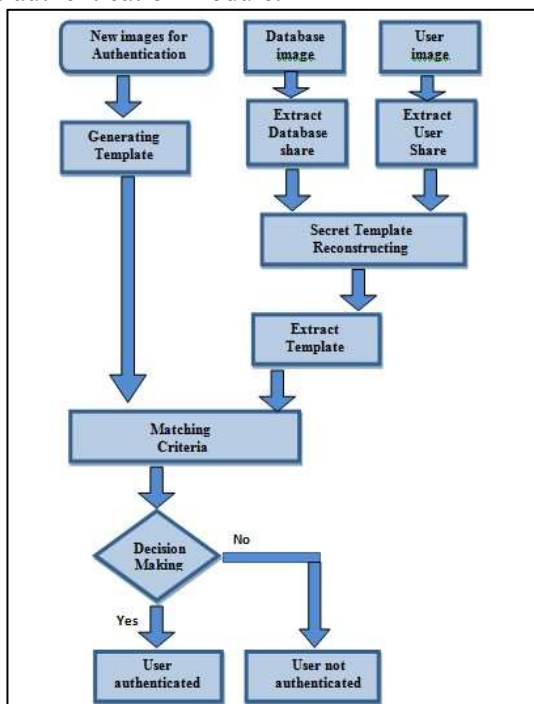 New images for
Authentication
Database
image
User
image
Generating
Template
Extract
Database
share
Extract
User
Share
Secret Template
Reconstructing
Extract
Template
Matching
Criteria
Decision
Making
No
Yes
User
authenticated
User not
authenticated